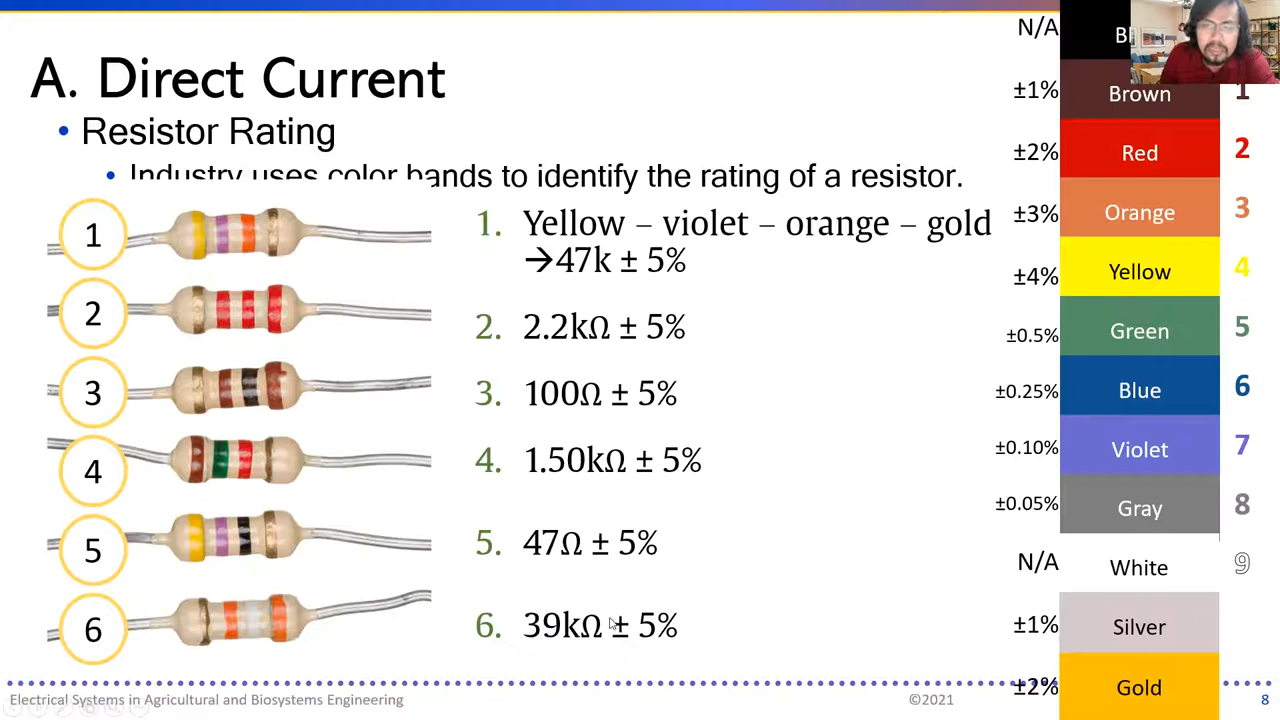 A. Direct Current
• Resistor Rating
• Industry uses color bands to identify the rating of a resistor.
1
2
3
4
5
6
1. Yellow – violet – orange – gold
→47k ± 5%
2. 2.2kΩ ± 5%
3. 100Ω ± 5%
4. 1.50kΩ ± 5%
5. 47Ω ± 5%
6. 39kΩ ± 5%
N/A
±1% Brown 1
±2% Red 2
±3% Orange 3
±4% Yellow 4
±0.5% Green 5
±0.25% Blue 6
±0.10% Violet 7
±0.05% Gray 8
N/A White 9
±1% Silver
±2% Gold
Electrical Systems in Agricultural and Biosystems Engineering
©2021
8